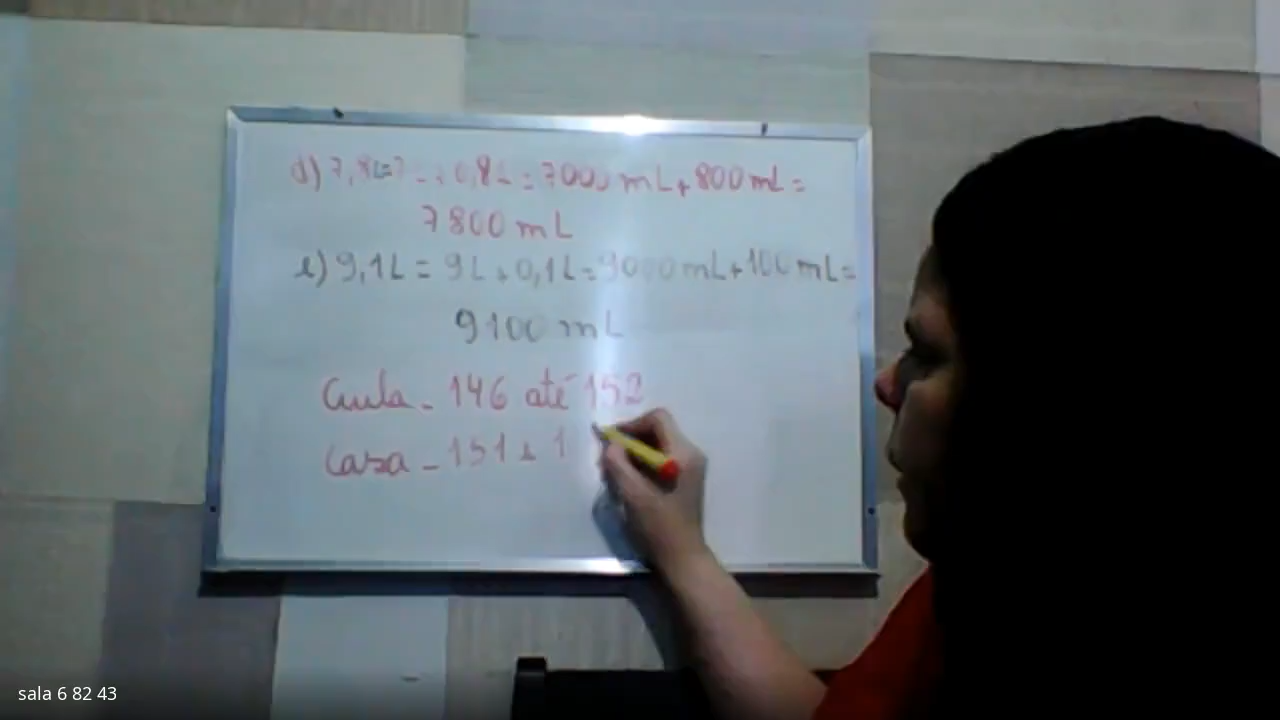 d) 7,8L=7 + 0,8L = 7000 mL + 800 mL =
7800 mL
e) 9,1L = 9L + 0,1L = 9000 mL + 100 mL =
9100 mL
Aula - 146 até 152
Casa - 151 e 1
sala 6 82 43